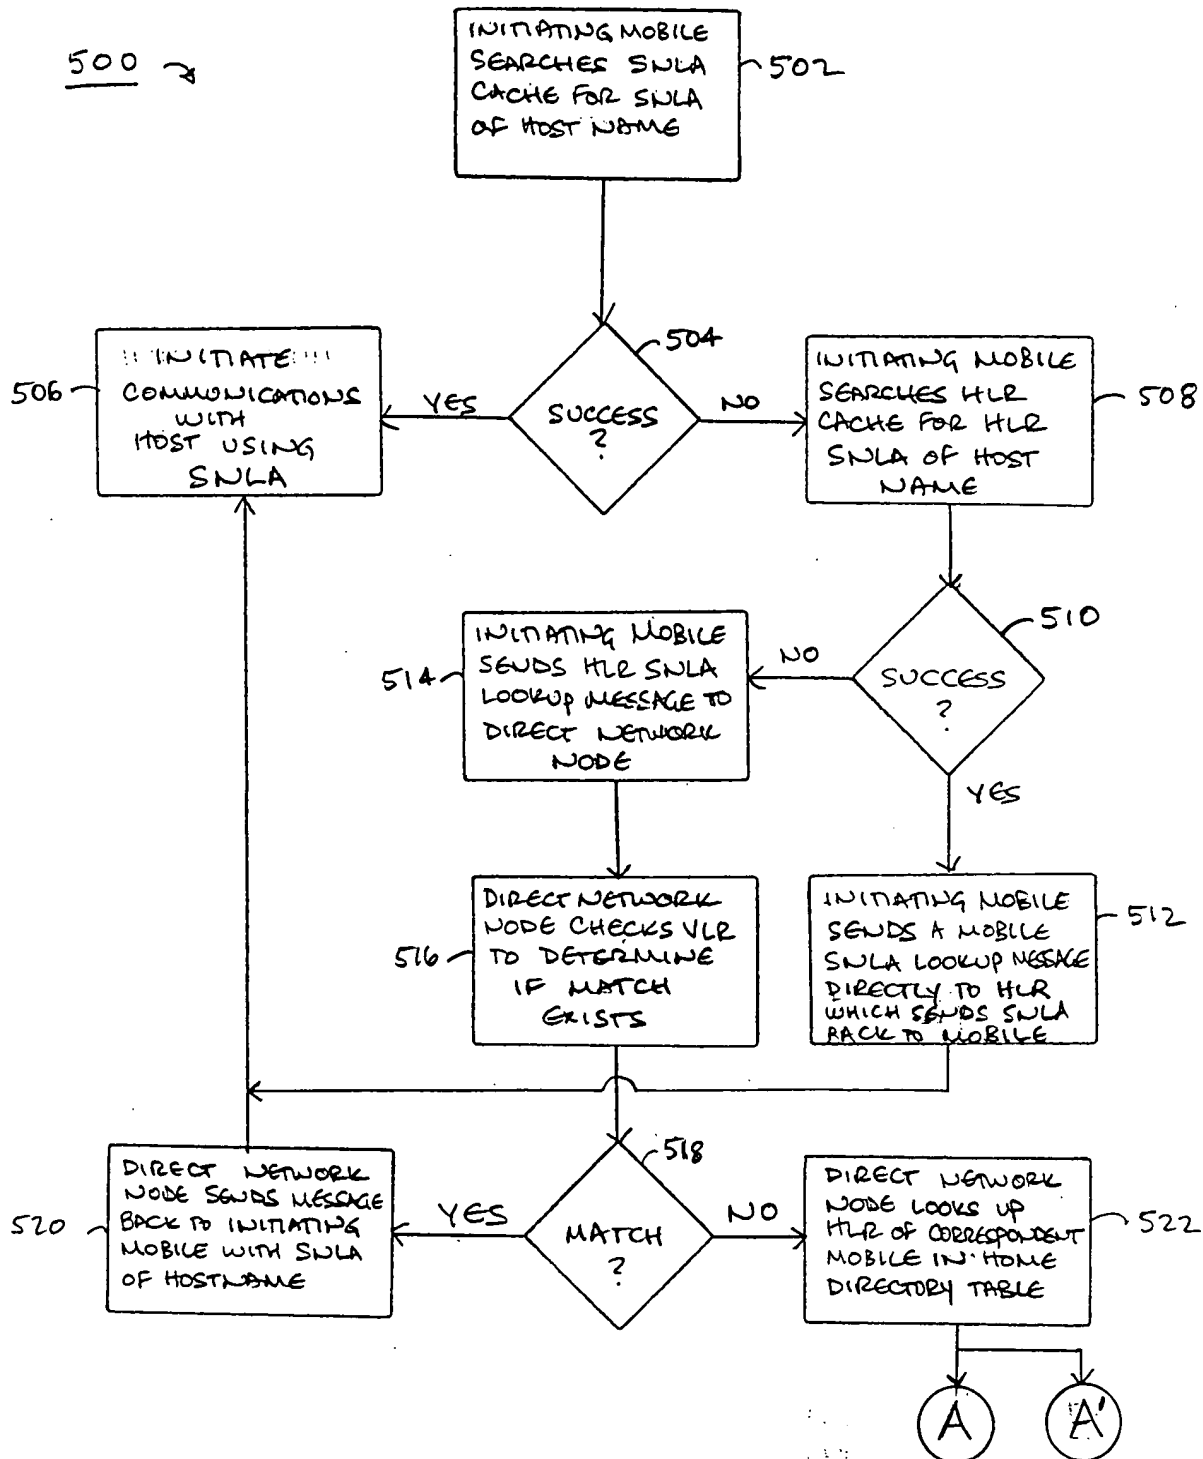 500
INITIATING MOBILE
SEARCHES SNLA
CACHE FOR SNLA
OF HOST NAME
502
504
SUCCESS
?
YES
NO
506
INITIATE
COMMUNICATIONS
WITH
HOST USING
SNLA
INITIATING MOBILE
SEARCHES HLR
CACHE FOR HLR
SNLA OF HOST
NAME
508
510
SUCCESS
?
NO
YES
514
INITIATING MOBILE
SENDS HLR SNLA
LOOKUP MESSAGE TO
DIRECT NETWORK
NODE
516
DIRECT NETWORK
NODE CHECKS VLR
TO DETERMINE
IF MATCH
EXISTS
INITIATING MOBILE
SENDS A MOBILE
SNLA LOOKUP MESSAGE
DIRECTLY TO HLR
WHICH SENDS SNLA
BACK TO MOBILE
512
518
MATCH
?
YES
NO
520
DIRECT NETWORK
NODE SENDS MESSAGE
BACK TO INITIATING
MOBILE WITH SNLA
OF HOSTNAME
DIRECT NETWORK
NODE LOOKS UP
HLR OF CORRESPONDENT
MOBILE IN HOME
DIRECTORY TABLE
522
A
A'